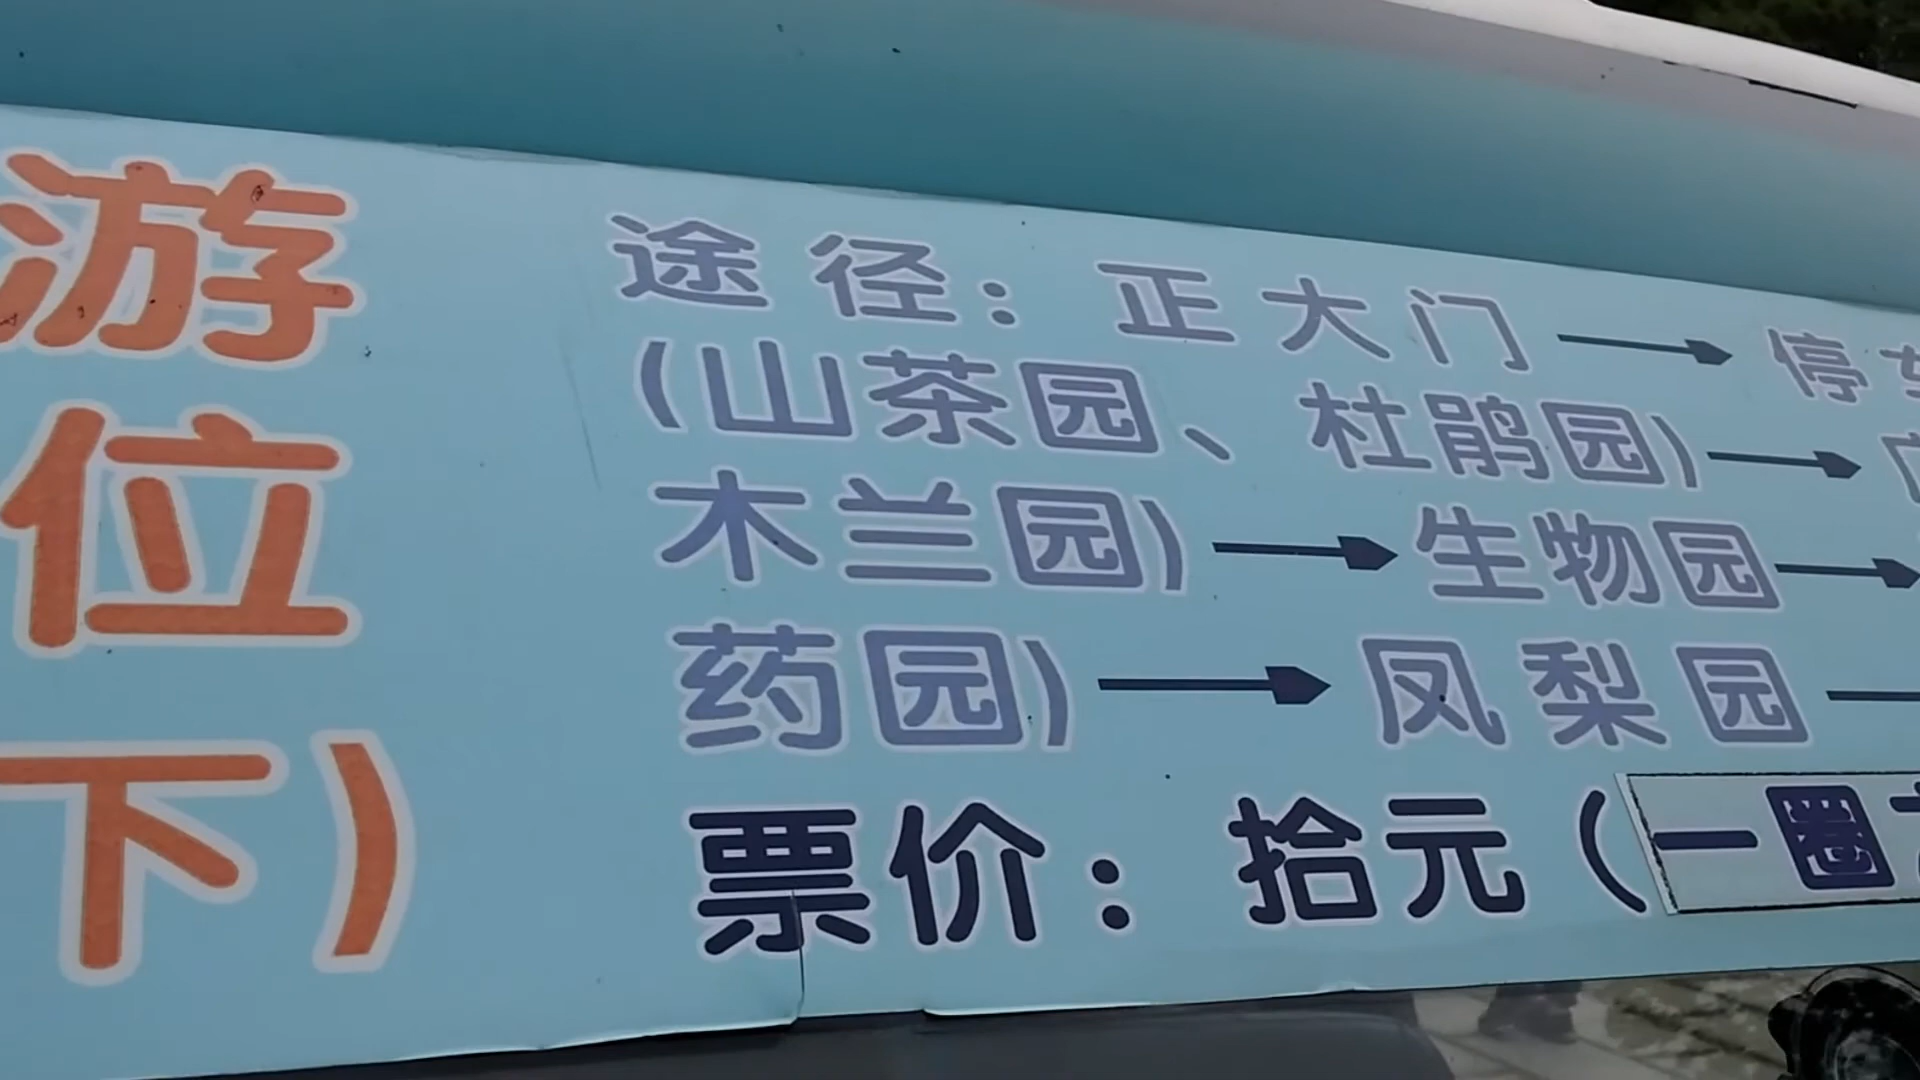 游
位
下)
途径：正大门→停车
(山茶园、杜鹃园)→
木兰园)→生物园→
药园)→凤梨园→
票价：拾元(一圈